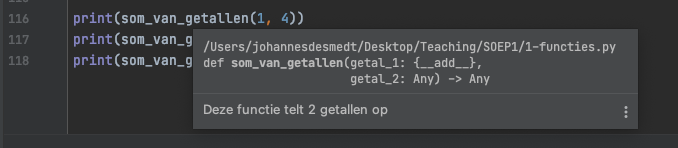 116 print(som_van_getallen(1, 4))
117 print(som_van_g
118 print(som_van_g
/Users/johannesdesmedt/Desktop/Teaching/SOEP1/1-functies.py
def som_van_getallen(getal_1: {__add__},
getal_2: Any) -> Any
Deze functie telt 2 getallen op